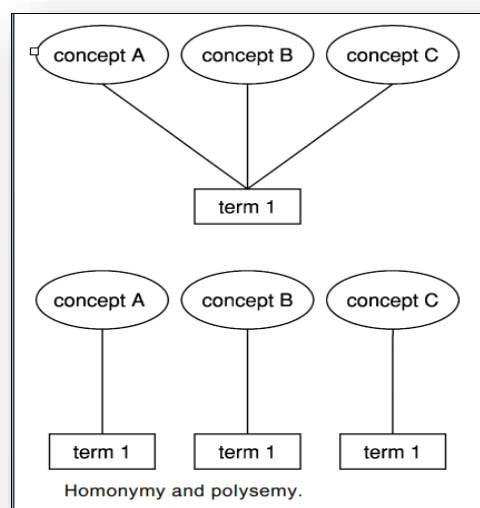 concept A concept B concept C
term 1
concept A concept B concept C
term 1 term 1 term 1
Homonymy and polysemy.